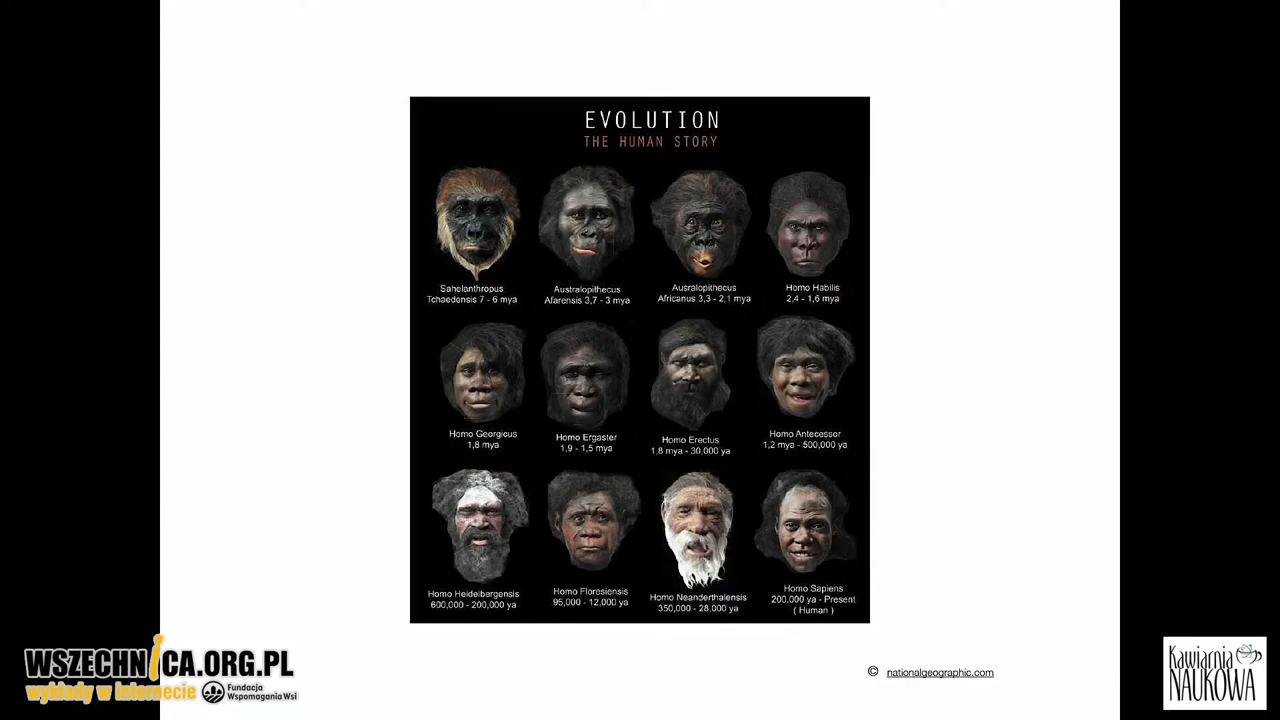 EVOLUTION
THE HUMAN STORY
Sahelanthropus
Tchaedensis 7 - 6 mya
Australopithecus
Afarensis 3,7 - 3 mya
Ausralopithecus
Africanus 3,3 - 2,1 mya
Homo Habilis
2,4 - 1,6 mya
Homo Georgicus
1,8 mya
Homo Ergaster
1,9 - 1,5 mya
Homo Erectus
1,8 mya - 30,000 ya
Homo Antecessor
1,2 mya - 500,000 ya
Homo Heidelbergensis
600,000 - 200,000 ya
Homo Floresiensis
95,000 - 12,000 ya
Homo Neanderthalensis
350,000 - 28,000 ya
Homo Sapiens
200,000 ya - Present
( Human )
WSZECHNiCA.ORG.PL
wykłady w internecie
Fundacja
Wspomagania Wsi
© nationalgeographic.com
Kawiarnia
NAUKOWA